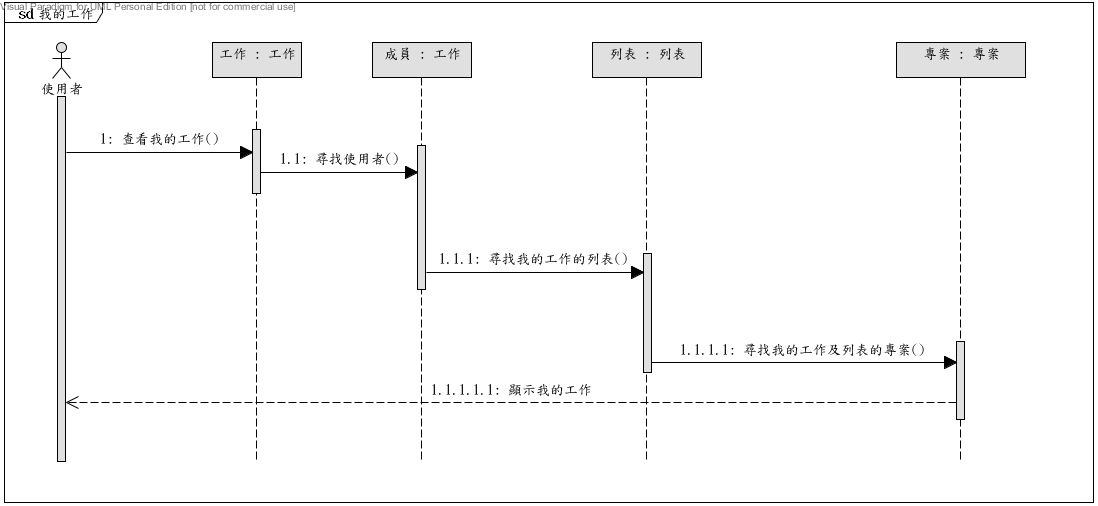 Visual Paradigm for UML Personal Edition [not for commercial use]
sd 我的工作
使用者
工作 : 工作
成員 : 工作
列表 : 列表
專案 : 專案
1: 查看我的工作()
1.1: 尋找使用者()
1.1.1: 尋找我的工作的列表()
1.1.1.1: 尋找我的工作及列表的專案()
1.1.1.1.1: 顯示我的工作